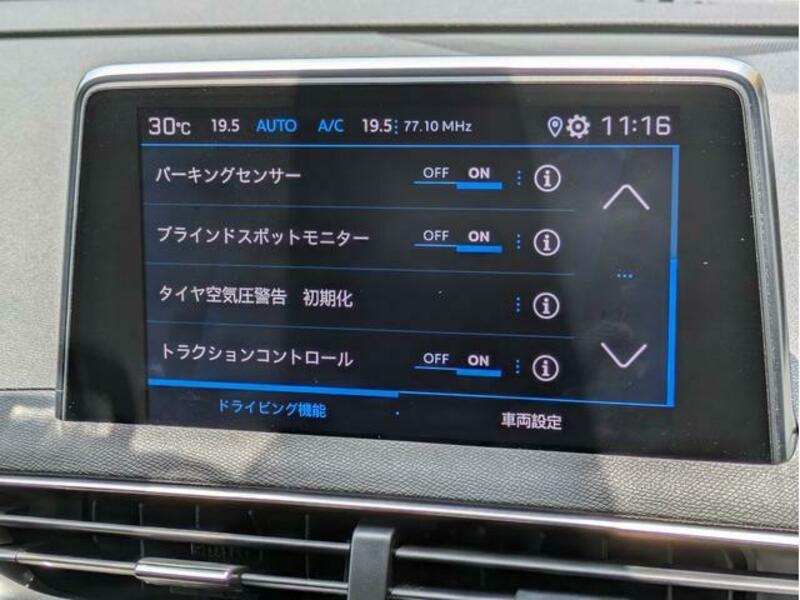 30°C 19.5 AUTO A/C 19.5 77.10 MHz 11:16
パーキングセンサー OFF ON i
ブラインドスポットモニター OFF ON i
タイヤ空気圧警告 初期化 i
トラクションコントロール OFF ON i
ドライビング機能 車両設定